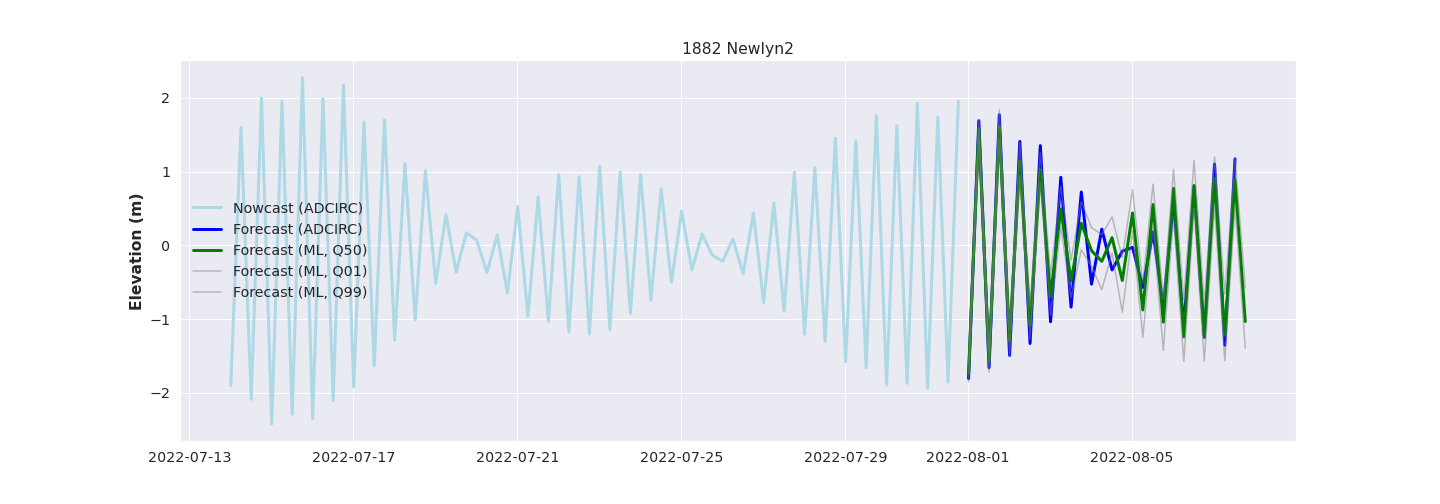 1882 Newlyn2
Elevation (m)
2
1
0
−1
−2
Nowcast (ADCIRC)
Forecast (ADCIRC)
Forecast (ML, Q50)
Forecast (ML, Q01)
Forecast (ML, Q99)
2022-07-13 2022-07-17 2022-07-21 2022-07-25 2022-07-29 2022-08-01 2022-08-05